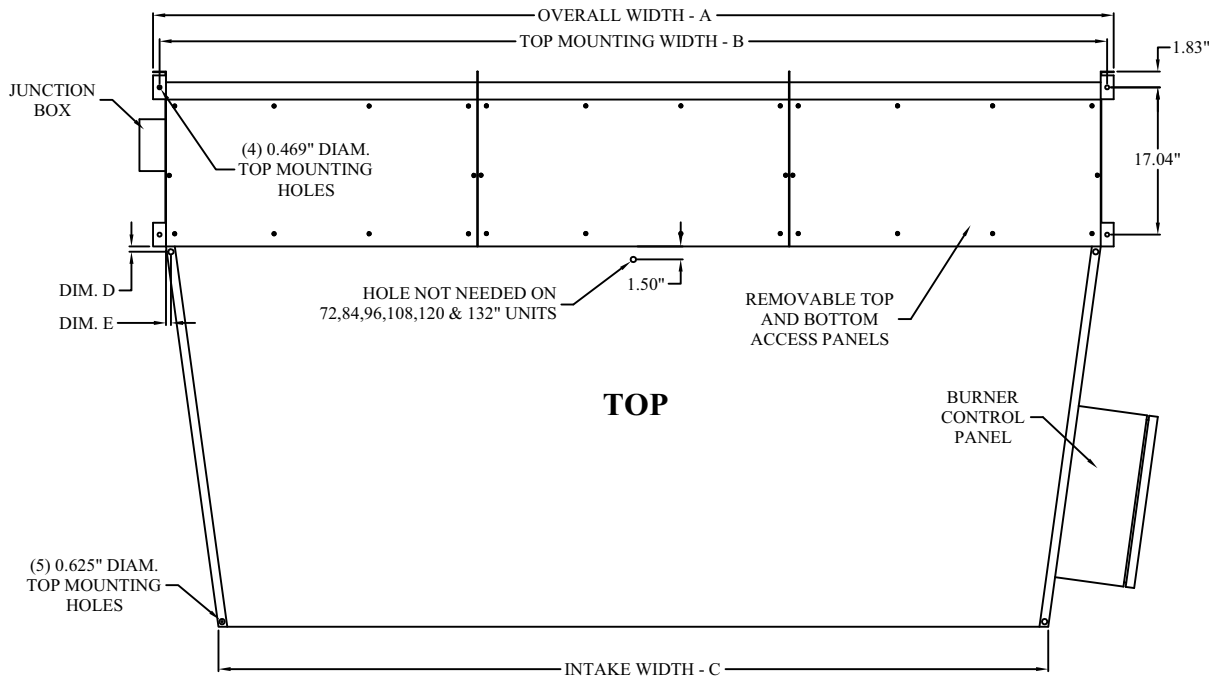 OVERALL WIDTH - A
TOP MOUNTING WIDTH - B
1.83"
JUNCTION
BOX
(4) 0.469" DIAM.
TOP MOUNTING
HOLES
17.04"
DIM. D
DIM. E
HOLE NOT NEEDED ON
72,84,96,108,120 & 132" UNITS
1.50"
REMOVABLE TOP
AND BOTTOM
ACCESS PANELS
TOP
BURNER
CONTROL
PANEL
(5) 0.625" DIAM.
TOP MOUNTING
HOLES
INTAKE WIDTH - C